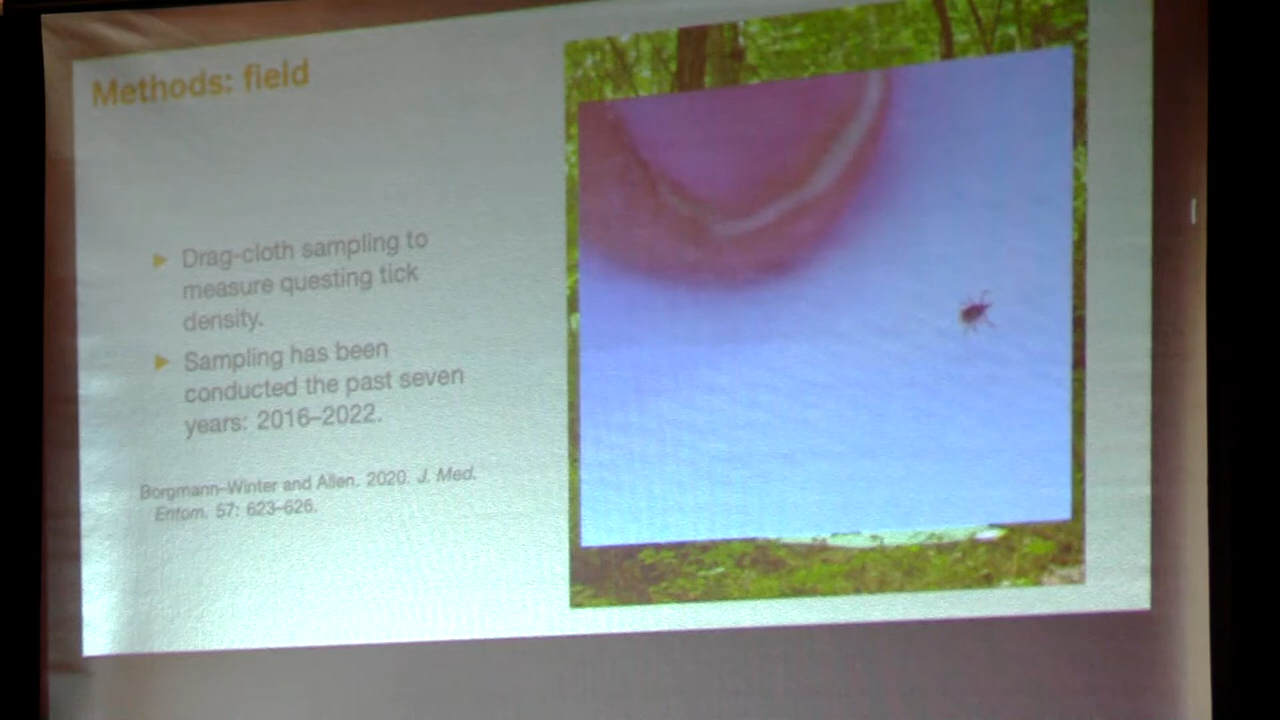 Methods: field
► Drag-cloth sampling to
measure questing tick
density.
► Sampling has been
conducted the past seven
years: 2016–2022.
Borgmann-Winter and Allen. 2020. J. Med.
Entom. 57: 623–626.